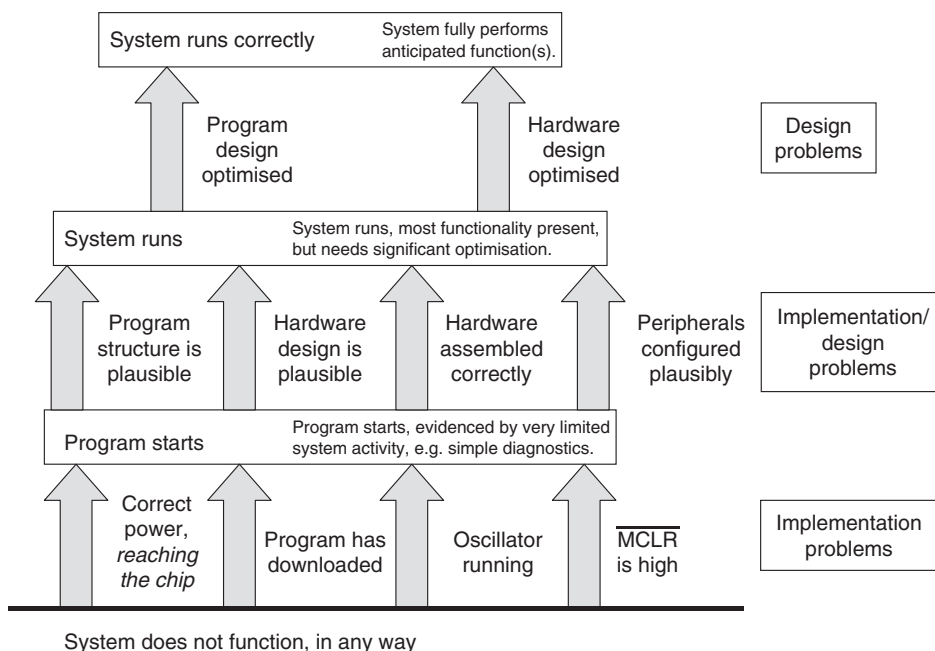 System runs correctly
System fully performs
anticipated function(s).
Program
design
optimised
Hardware
design
optimised
Design
problems
System runs
System runs, most functionality present,
but needs significant optimisation.
Program
structure is
plausible
Hardware
design is
plausible
Hardware
assembled
correctly
Peripherals
configured
plausibly
Implementation/
design
problems
Program starts
Program starts, evidenced by very limited
system activity, e.g. simple diagnostics.
Correct
power,
reaching
the chip
Program has
downloaded
Oscillator
running
MCLR
is high
Implementation
problems
System does not function, in any way